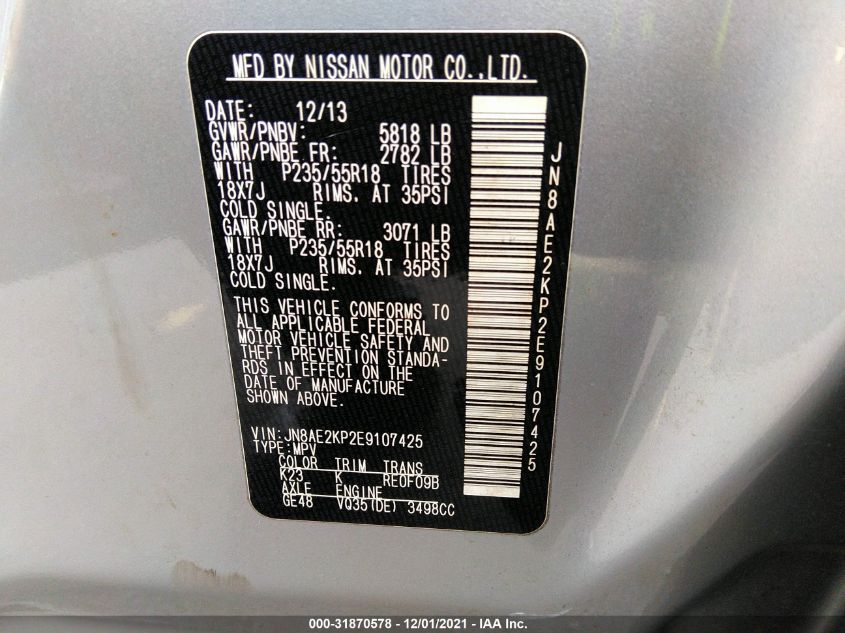 MFD BY NISSAN MOTOR CO.,LTD.
DATE: 12/13
GVWR/PNBV: 5818 LB
GAWR/PNBE FR: 2782 LB
WITH P235/55R18 TIRES
18X7J RIMS. AT 35PSI
COLD SINGLE.
GAWR/PNBE RR: 3071 LB
WITH P235/55R18 TIRES
18X7J RIMS. AT 35PSI
COLD SINGLE.
THIS VEHICLE CONFORMS TO
ALL APPLICABLE FEDERAL
MOTOR VEHICLE SAFETY AND
THEFT PREVENTION STANDA-
RDS IN EFFECT ON THE
DATE OF MANUFACTURE
SHOWN ABOVE.
VIN:JN8AE2KP2E9107425
TYPE:MPV
COLOR TRIM TRANS
K23 K RE0F09B
AXLE ENGINE
GE48 VQ35(DE) 3498CC
JN8AE2KP2E9107425
000-31870578 - 12/01/2021 - IAA Inc.